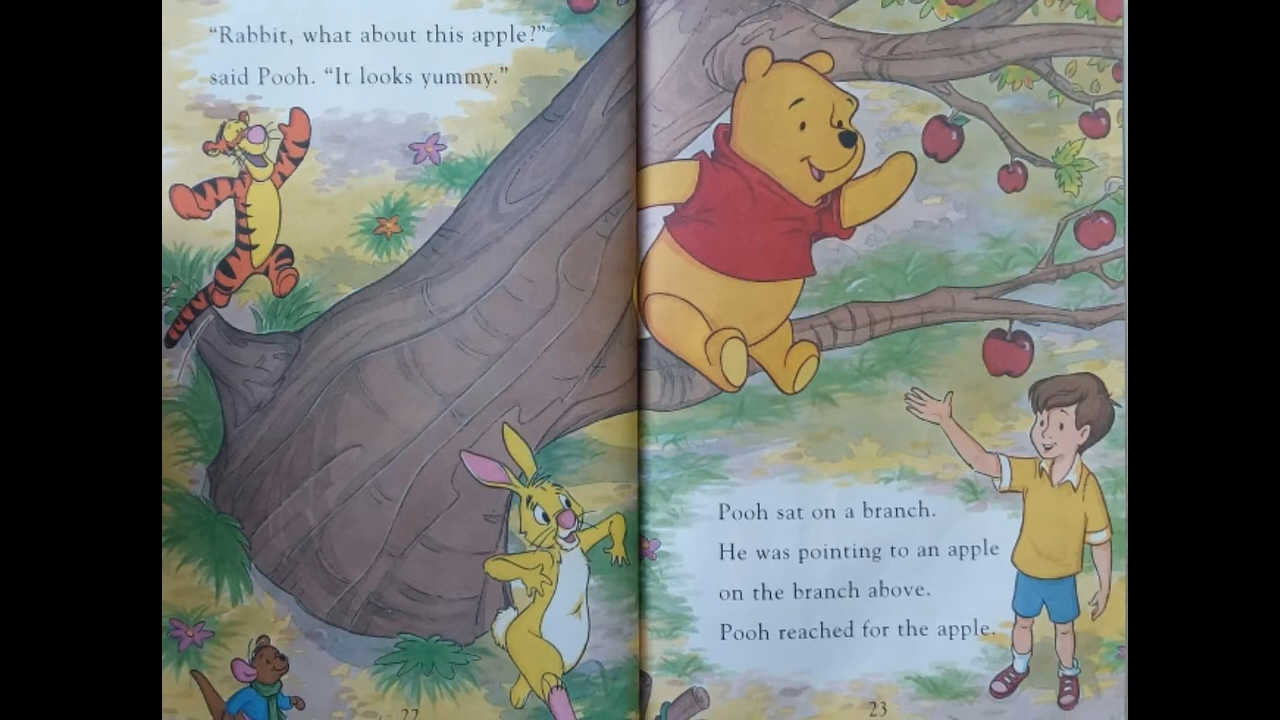 “Rabbit, what about this apple?”
said Pooh. “It looks yummy.”
22
Pooh sat on a branch.
He was pointing to an apple
on the branch above.
Pooh reached for the apple.
23